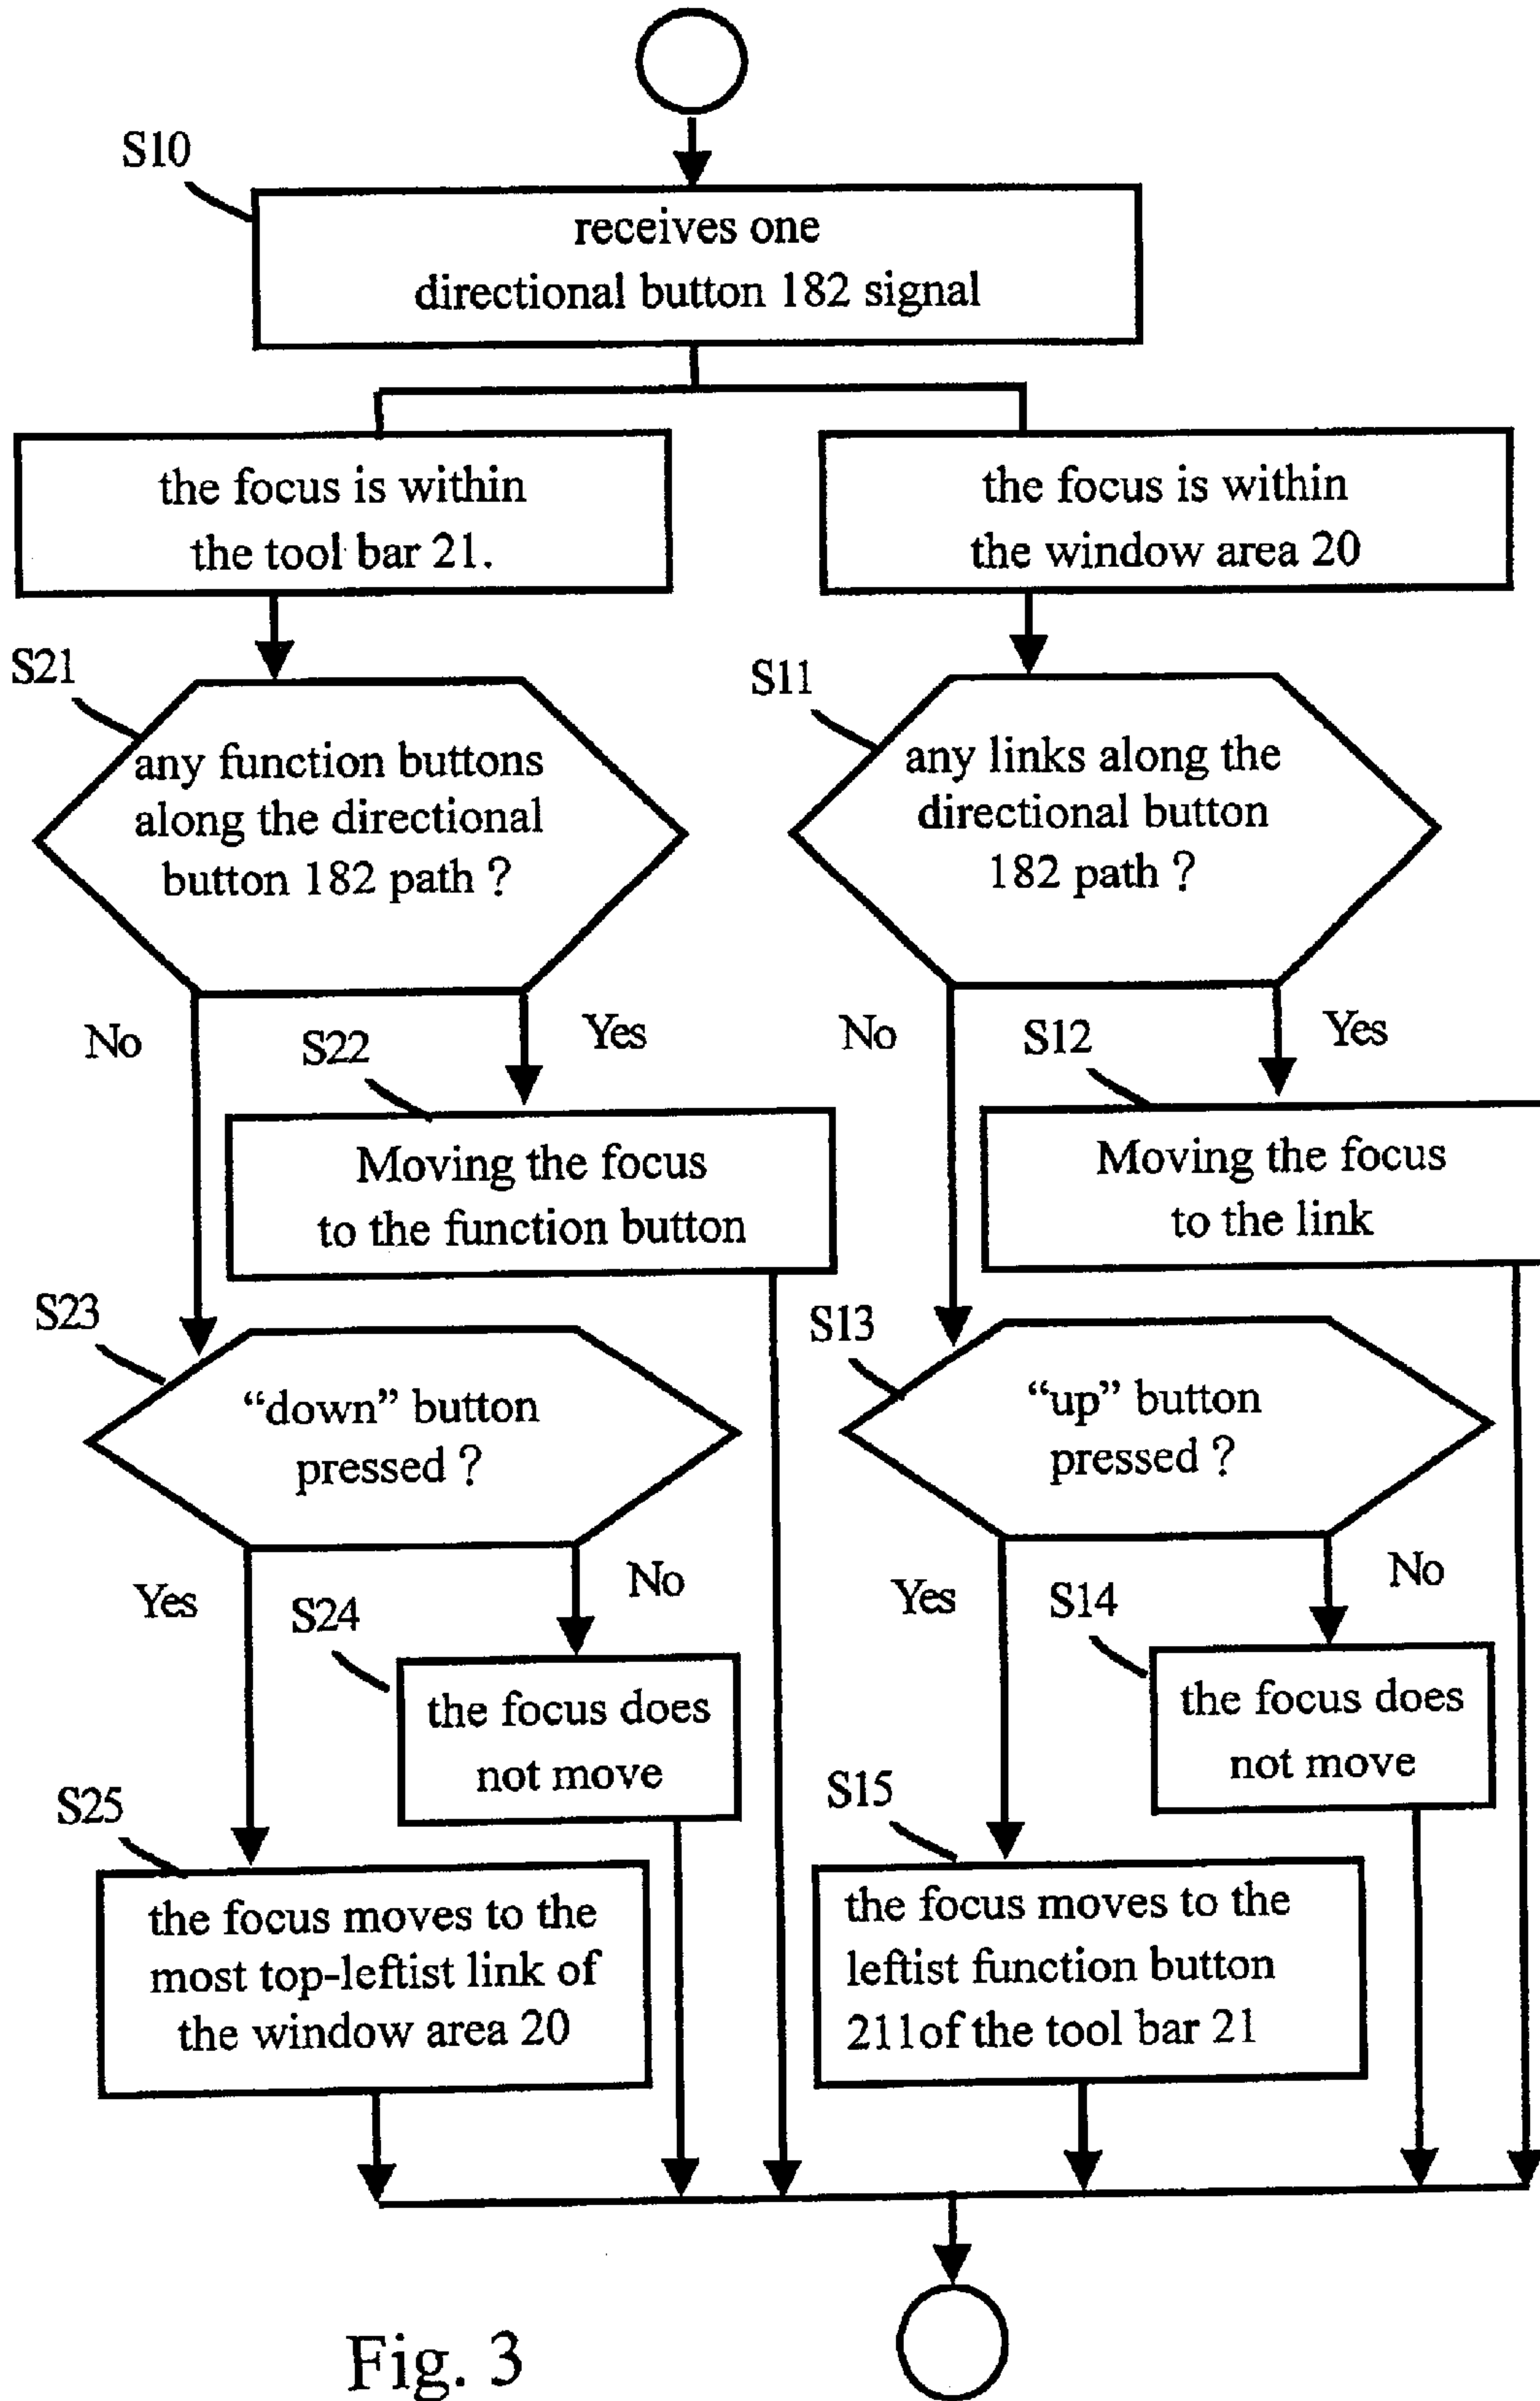 S10
receives one
directional button 182 signal
the focus is within
the tool bar 21.
the focus is within
the window area 20
S21
any function buttons
along the directional
button 182 path ?
S11
any links along the
directional button
182 path ?
No
S22
Yes
No
S12
Yes
Moving the focus
to the function button
Moving the focus
to the link
S23
"down" button
pressed ?
S13
"up" button
pressed ?
Yes
S24
No
Yes
S14
No
the focus does
not move
the focus does
not move
S25
the focus moves to the
most top-leftist link of
the window area 20
S15
the focus moves to the
leftist function button
211of the tool bar 21
Fig. 3